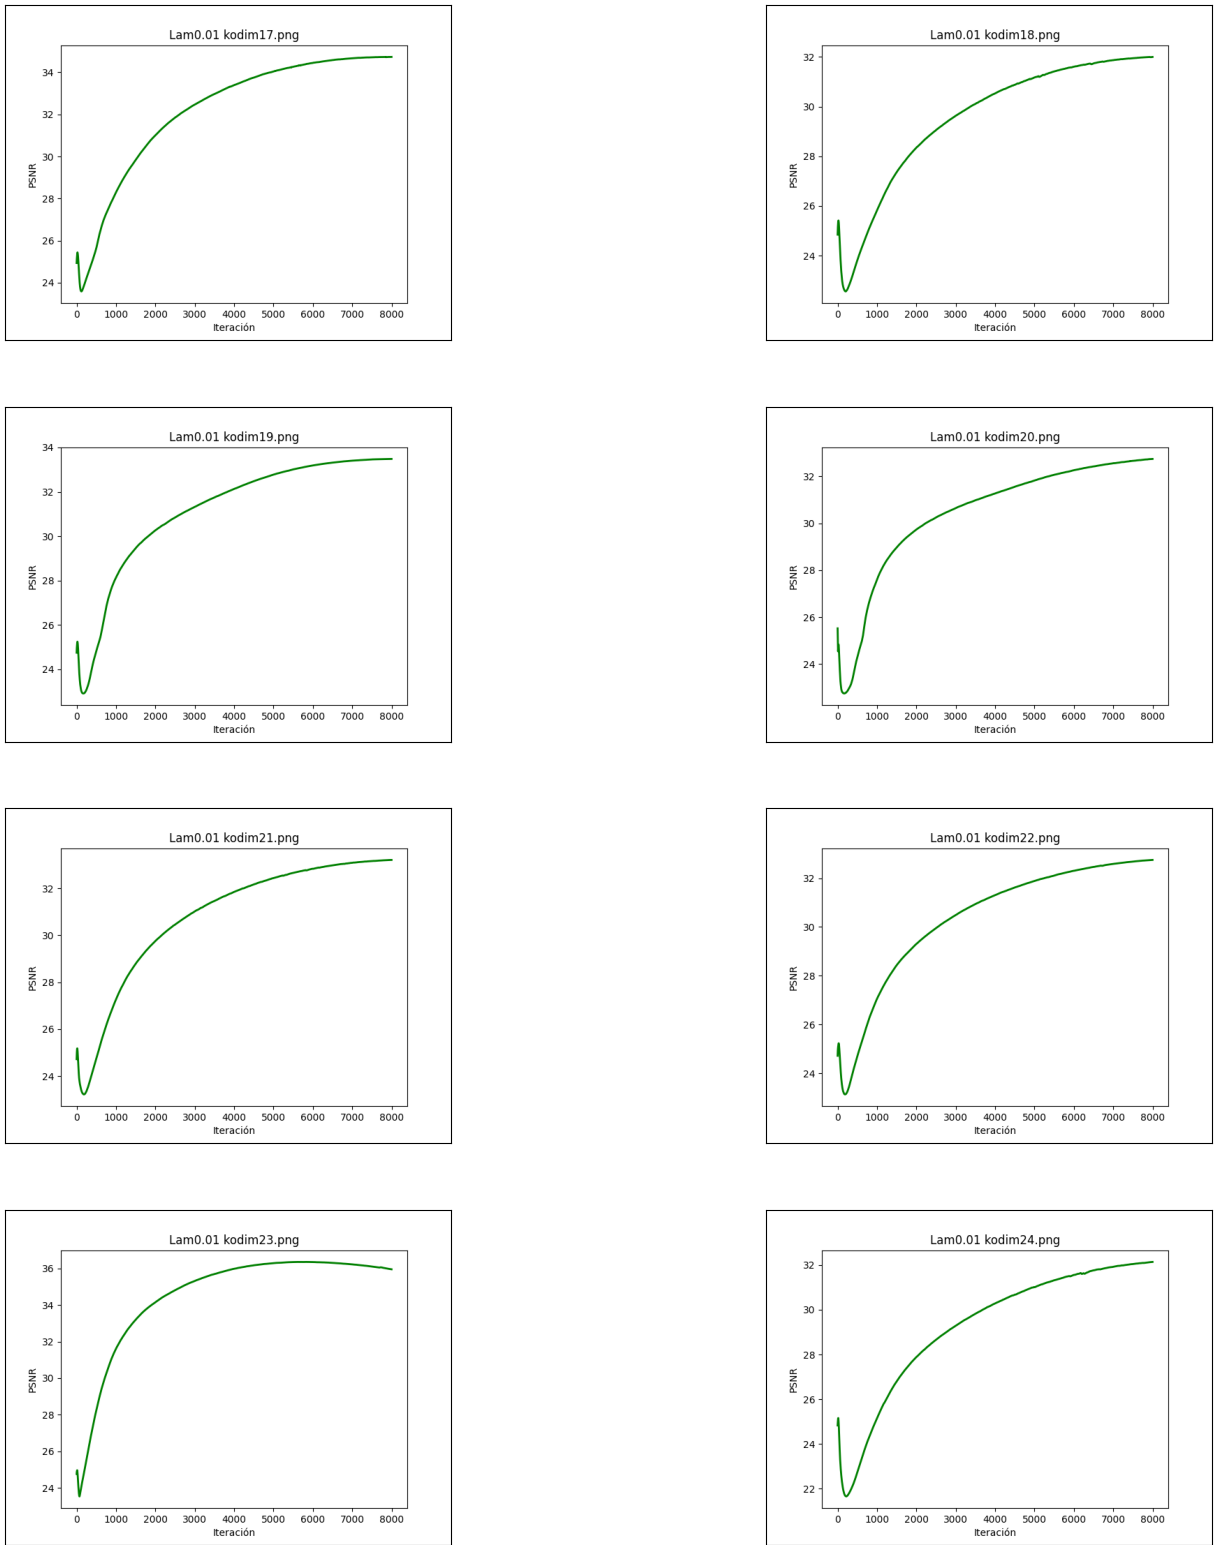 Lam0.01 kodim17.png
PSNR
34
32
30
28
26
24
0 1000 2000 3000 4000 5000 6000 7000 8000
Iteración
Lam0.01 kodim18.png
PSNR
32
30
28
26
24
0 1000 2000 3000 4000 5000 6000 7000 8000
Iteración
Lam0.01 kodim19.png
PSNR
34
32
30
28
26
24
0 1000 2000 3000 4000 5000 6000 7000 8000
Iteración
Lam0.01 kodim20.png
PSNR
32
30
28
26
24
0 1000 2000 3000 4000 5000 6000 7000 8000
Iteración
Lam0.01 kodim21.png
PSNR
32
30
28
26
24
0 1000 2000 3000 4000 5000 6000 7000 8000
Iteración
Lam0.01 kodim22.png
PSNR
32
30
28
26
24
0 1000 2000 3000 4000 5000 6000 7000 8000
Iteración
Lam0.01 kodim23.png
PSNR
36
34
32
30
28
26
24
0 1000 2000 3000 4000 5000 6000 7000 8000
Iteración
Lam0.01 kodim24.png
PSNR
32
30
28
26
24
22
0 1000 2000 3000 4000 5000 6000 7000 8000
Iteración